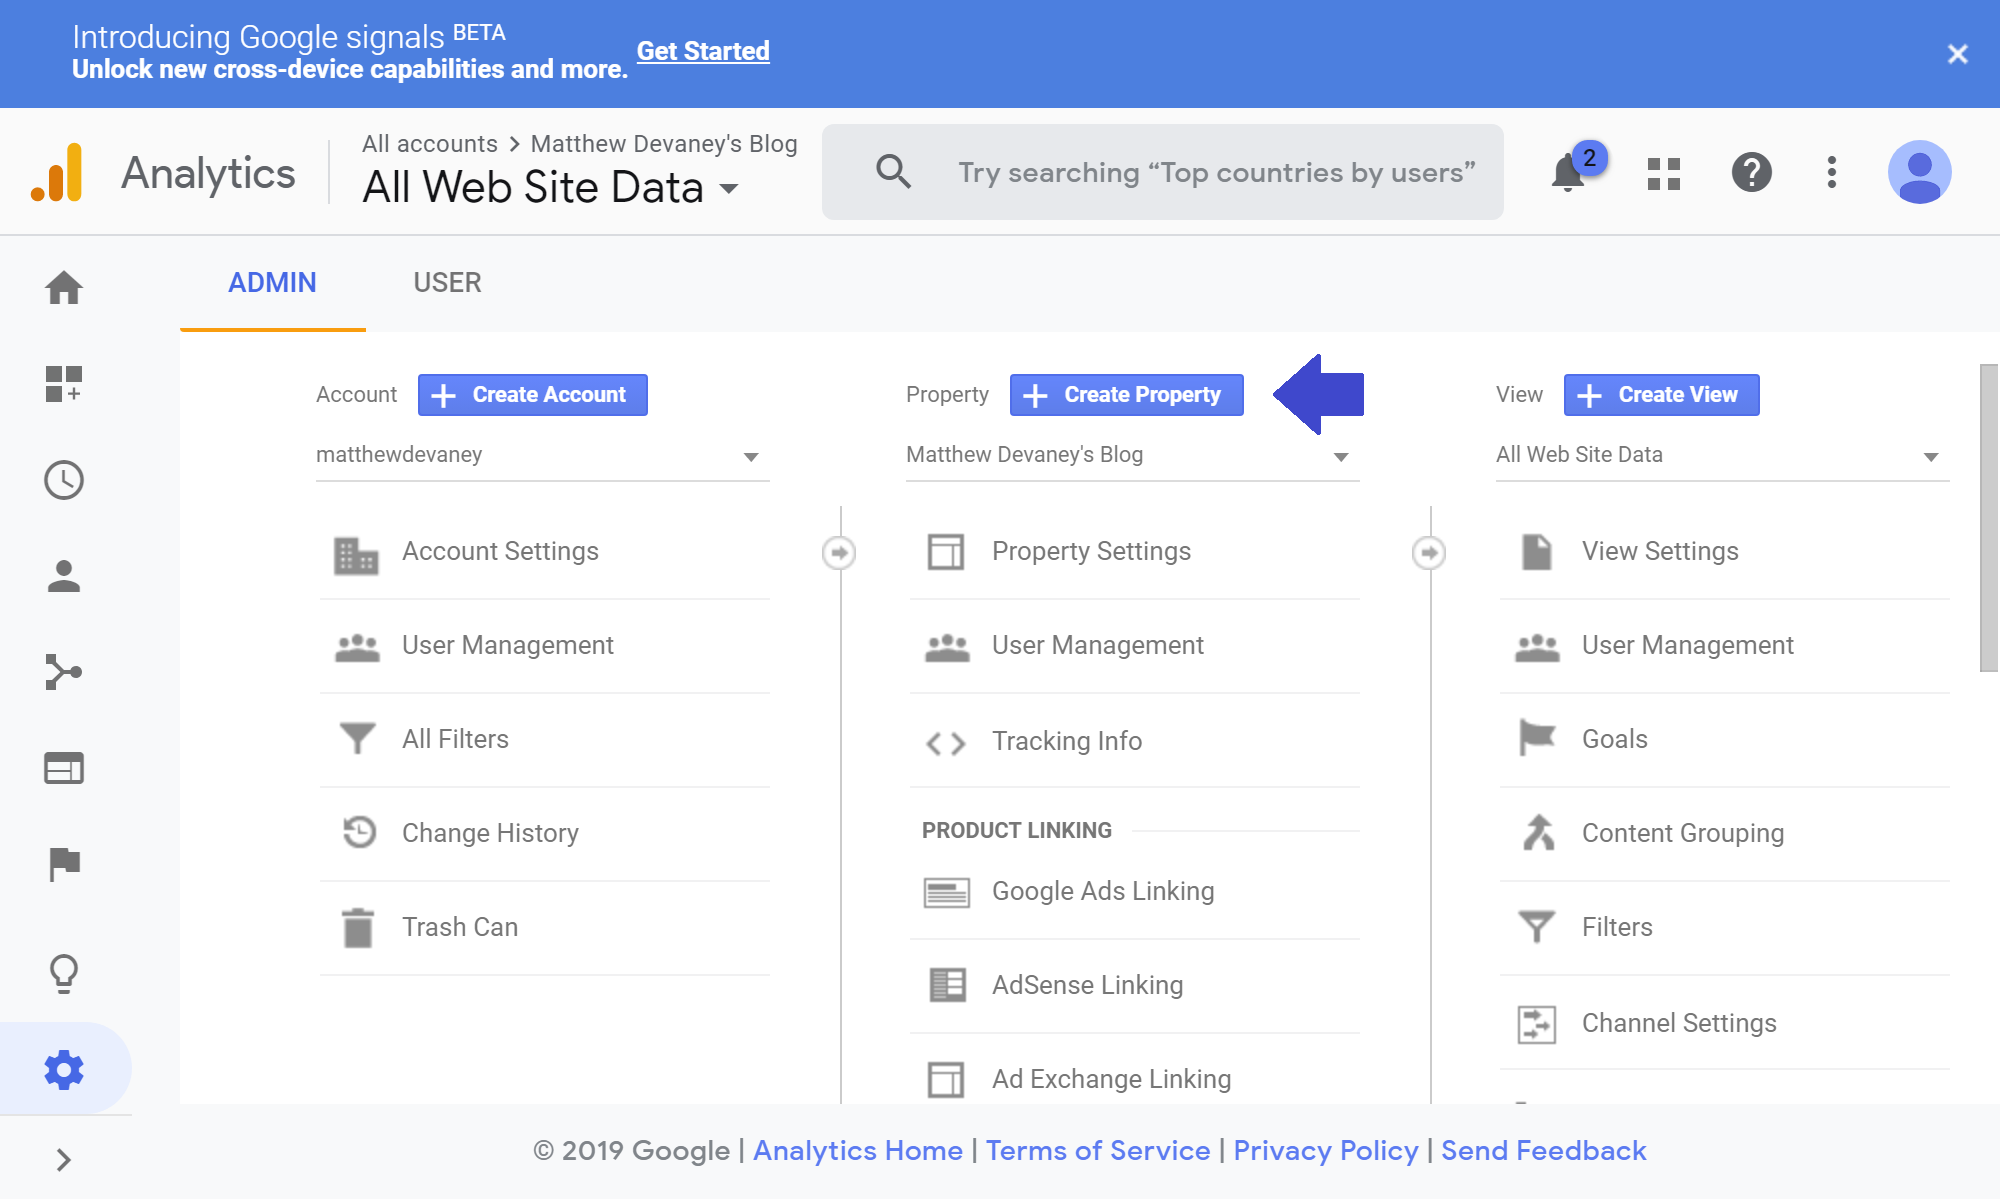 Introducing Google signals BETA
Unlock new cross-device capabilities and more.
Get Started
Analytics
All accounts > Matthew Devaney's Blog
All Web Site Data
Try searching “Top countries by users”
2
ADMIN
USER
Account
Create Account
matthewdevaney
Account Settings
User Management
All Filters
Change History
Trash Can
Property
Create Property
Matthew Devaney's Blog
Property Settings
User Management
Tracking Info
PRODUCT LINKING
Google Ads Linking
AdSense Linking
Ad Exchange Linking
View
Create View
All Web Site Data
View Settings
User Management
Goals
Content Grouping
Filters
Channel Settings
© 2019 Google | Analytics Home | Terms of Service | Privacy Policy | Send Feedback